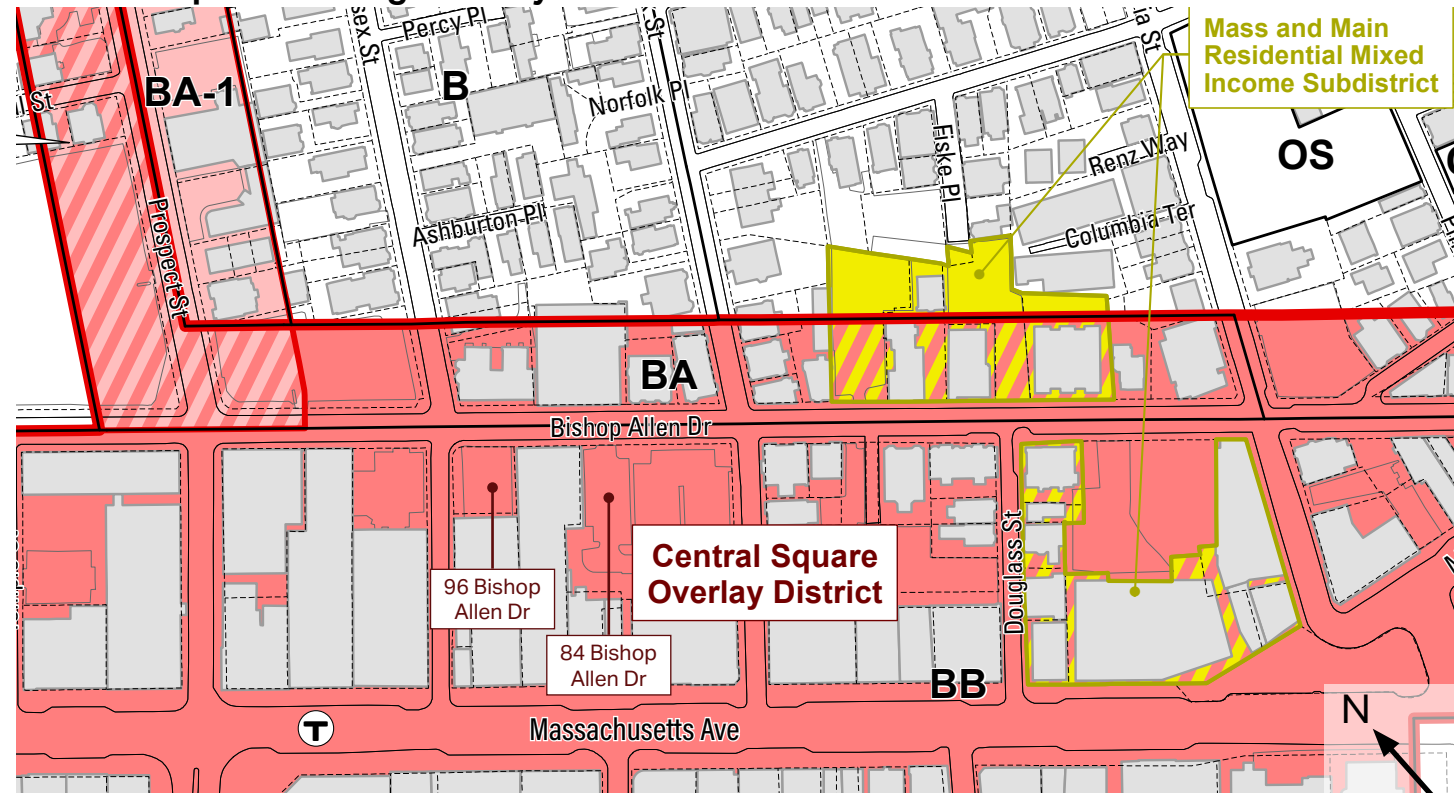 Percy Pl
BA-1
B
Norfolk Pl
Mass and Main
Residential Mixed
Income Subdistrict
OS
Fiske Pl
Renz Way
Columbia Ter
Ashburton Pl
Prospect St
BA
Bishop Allen Dr
96 Bishop
Allen Dr
84 Bishop
Allen Dr
Central Square
Overlay District
Douglass St
BB
T
Massachusetts Ave
N